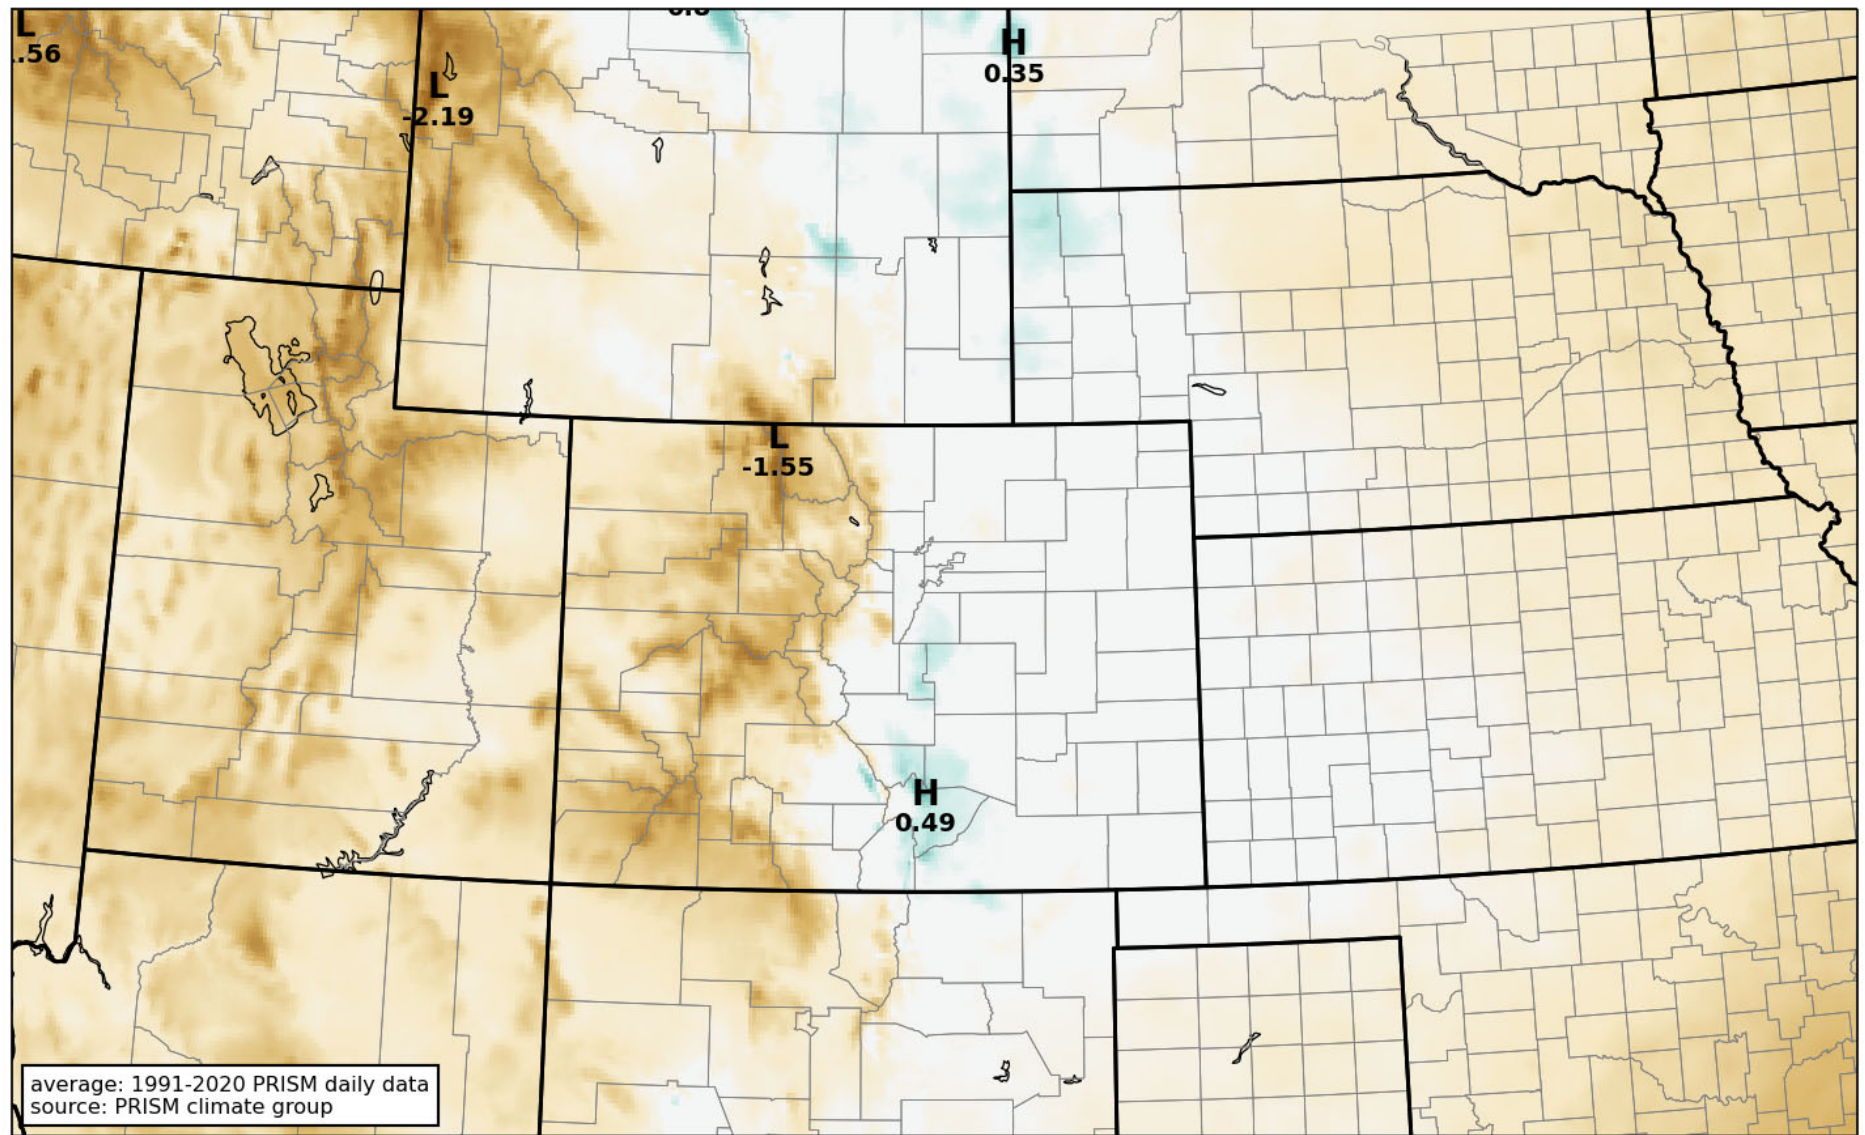 L
.56
H
0.35
L
-2.19
L
-1.55
H
0.49
average: 1991-2020 PRISM daily data
source: PRISM climate group